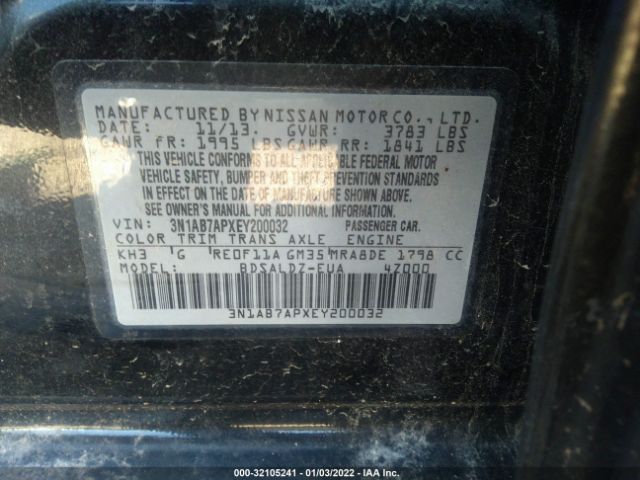 MANUFACTURED BY NISSAN MOTOR CO., LTD.
DATE: 11/13. GVWR: 3783 LBS
GAWR FR: 1995 LBS GAWR RR: 1841 LBS
THIS VEHICLE CONFORMS TO ALL APPLICABLE FEDERAL MOTOR
VEHICLE SAFETY, BUMPER AND THEFT PREVENTION STANDARDS
IN EFFECT ON THE DATE OF MANUFACTURE SHOWN ABOVE.
SEE OWNER'S MANUAL FOR ADDITIONAL INFORMATION.
VIN: 3N1AB7APXEY200032 PASSENGER CAR.
COLOR TRIM TRANS AXLE ENGINE
KH3 G RE0F11A GM35 MRA8DE 1798 CC
MODEL: BDSALDZ-EUA 4Z000
3N1AB7APXEY200032
000-32105241 - 01/03/2022 - IAA Inc.